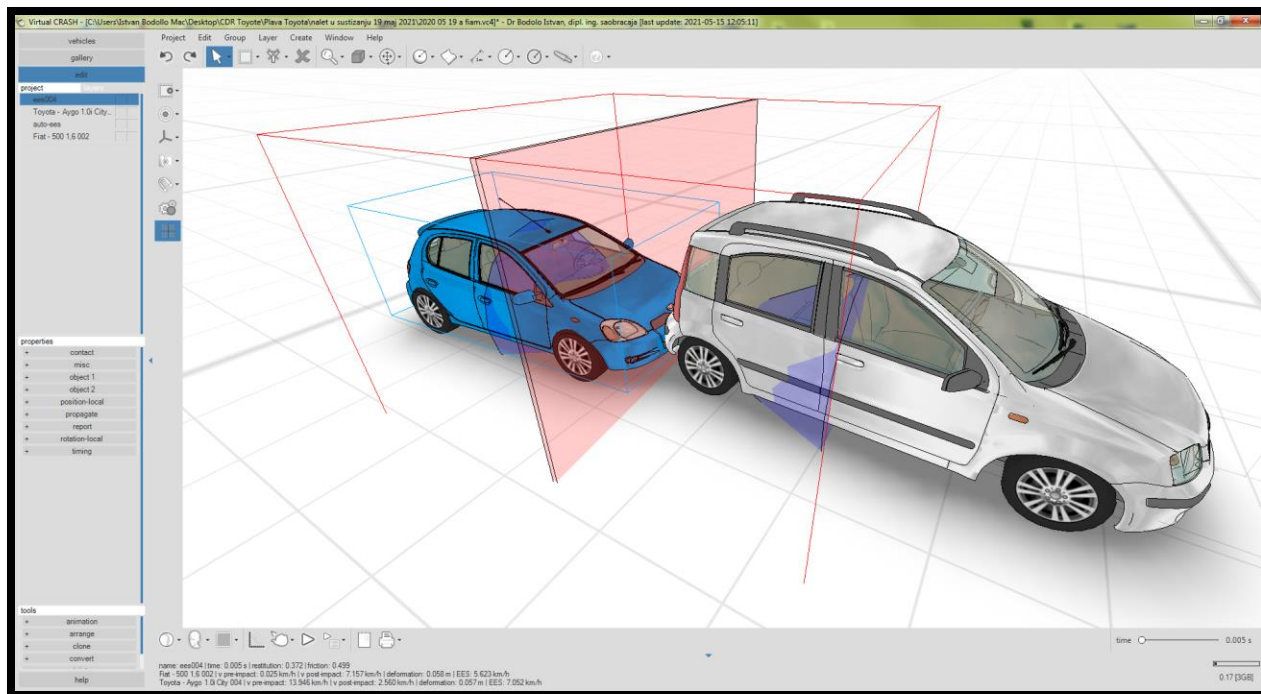 Virtual CRASH - [C:\Users\Istvan Bodollo Mac\Desktop\CDR Toyote\Plava Toyota\nalet u sustizanju 19 maj 2021\2020 05 19 a fiam.vc4]* - Dr Bodolo Istvan, dipl. ing. saobracaja [last update: 2021-05-15 12:05:11]
vehicles
Project Edit Group Layer Create Window Help
gallery
edit
project layers
ees004
Toyota - Aygo 1.0i City...
auto-ees
Fiat - 500 1,6 002
properties
+ contact
+ misc
+ object 1
+ object 2
+ position-local
+ propagate
+ report
+ rotation-local
+ timing
tools
+ animation
+ arrange
+ clone
+ convert
help
time 0.005 s
name: ees004 | time: 0.005 s | restitution: 0.372 | friction: 0.499
Fiat - 500 1,6 002 | v pre-impact: 0.025 km/h | v post-impact: 7.157 km/h | deformation: 0.058 m | EES: 5.623 km/h
Toyota - Aygo 1.0i City 004 | v pre-impact: 13.946 km/h | v post-impact: 2.560 km/h | deformation: 0.057 m | EES: 7.052 km/h
0.17 [3GB]